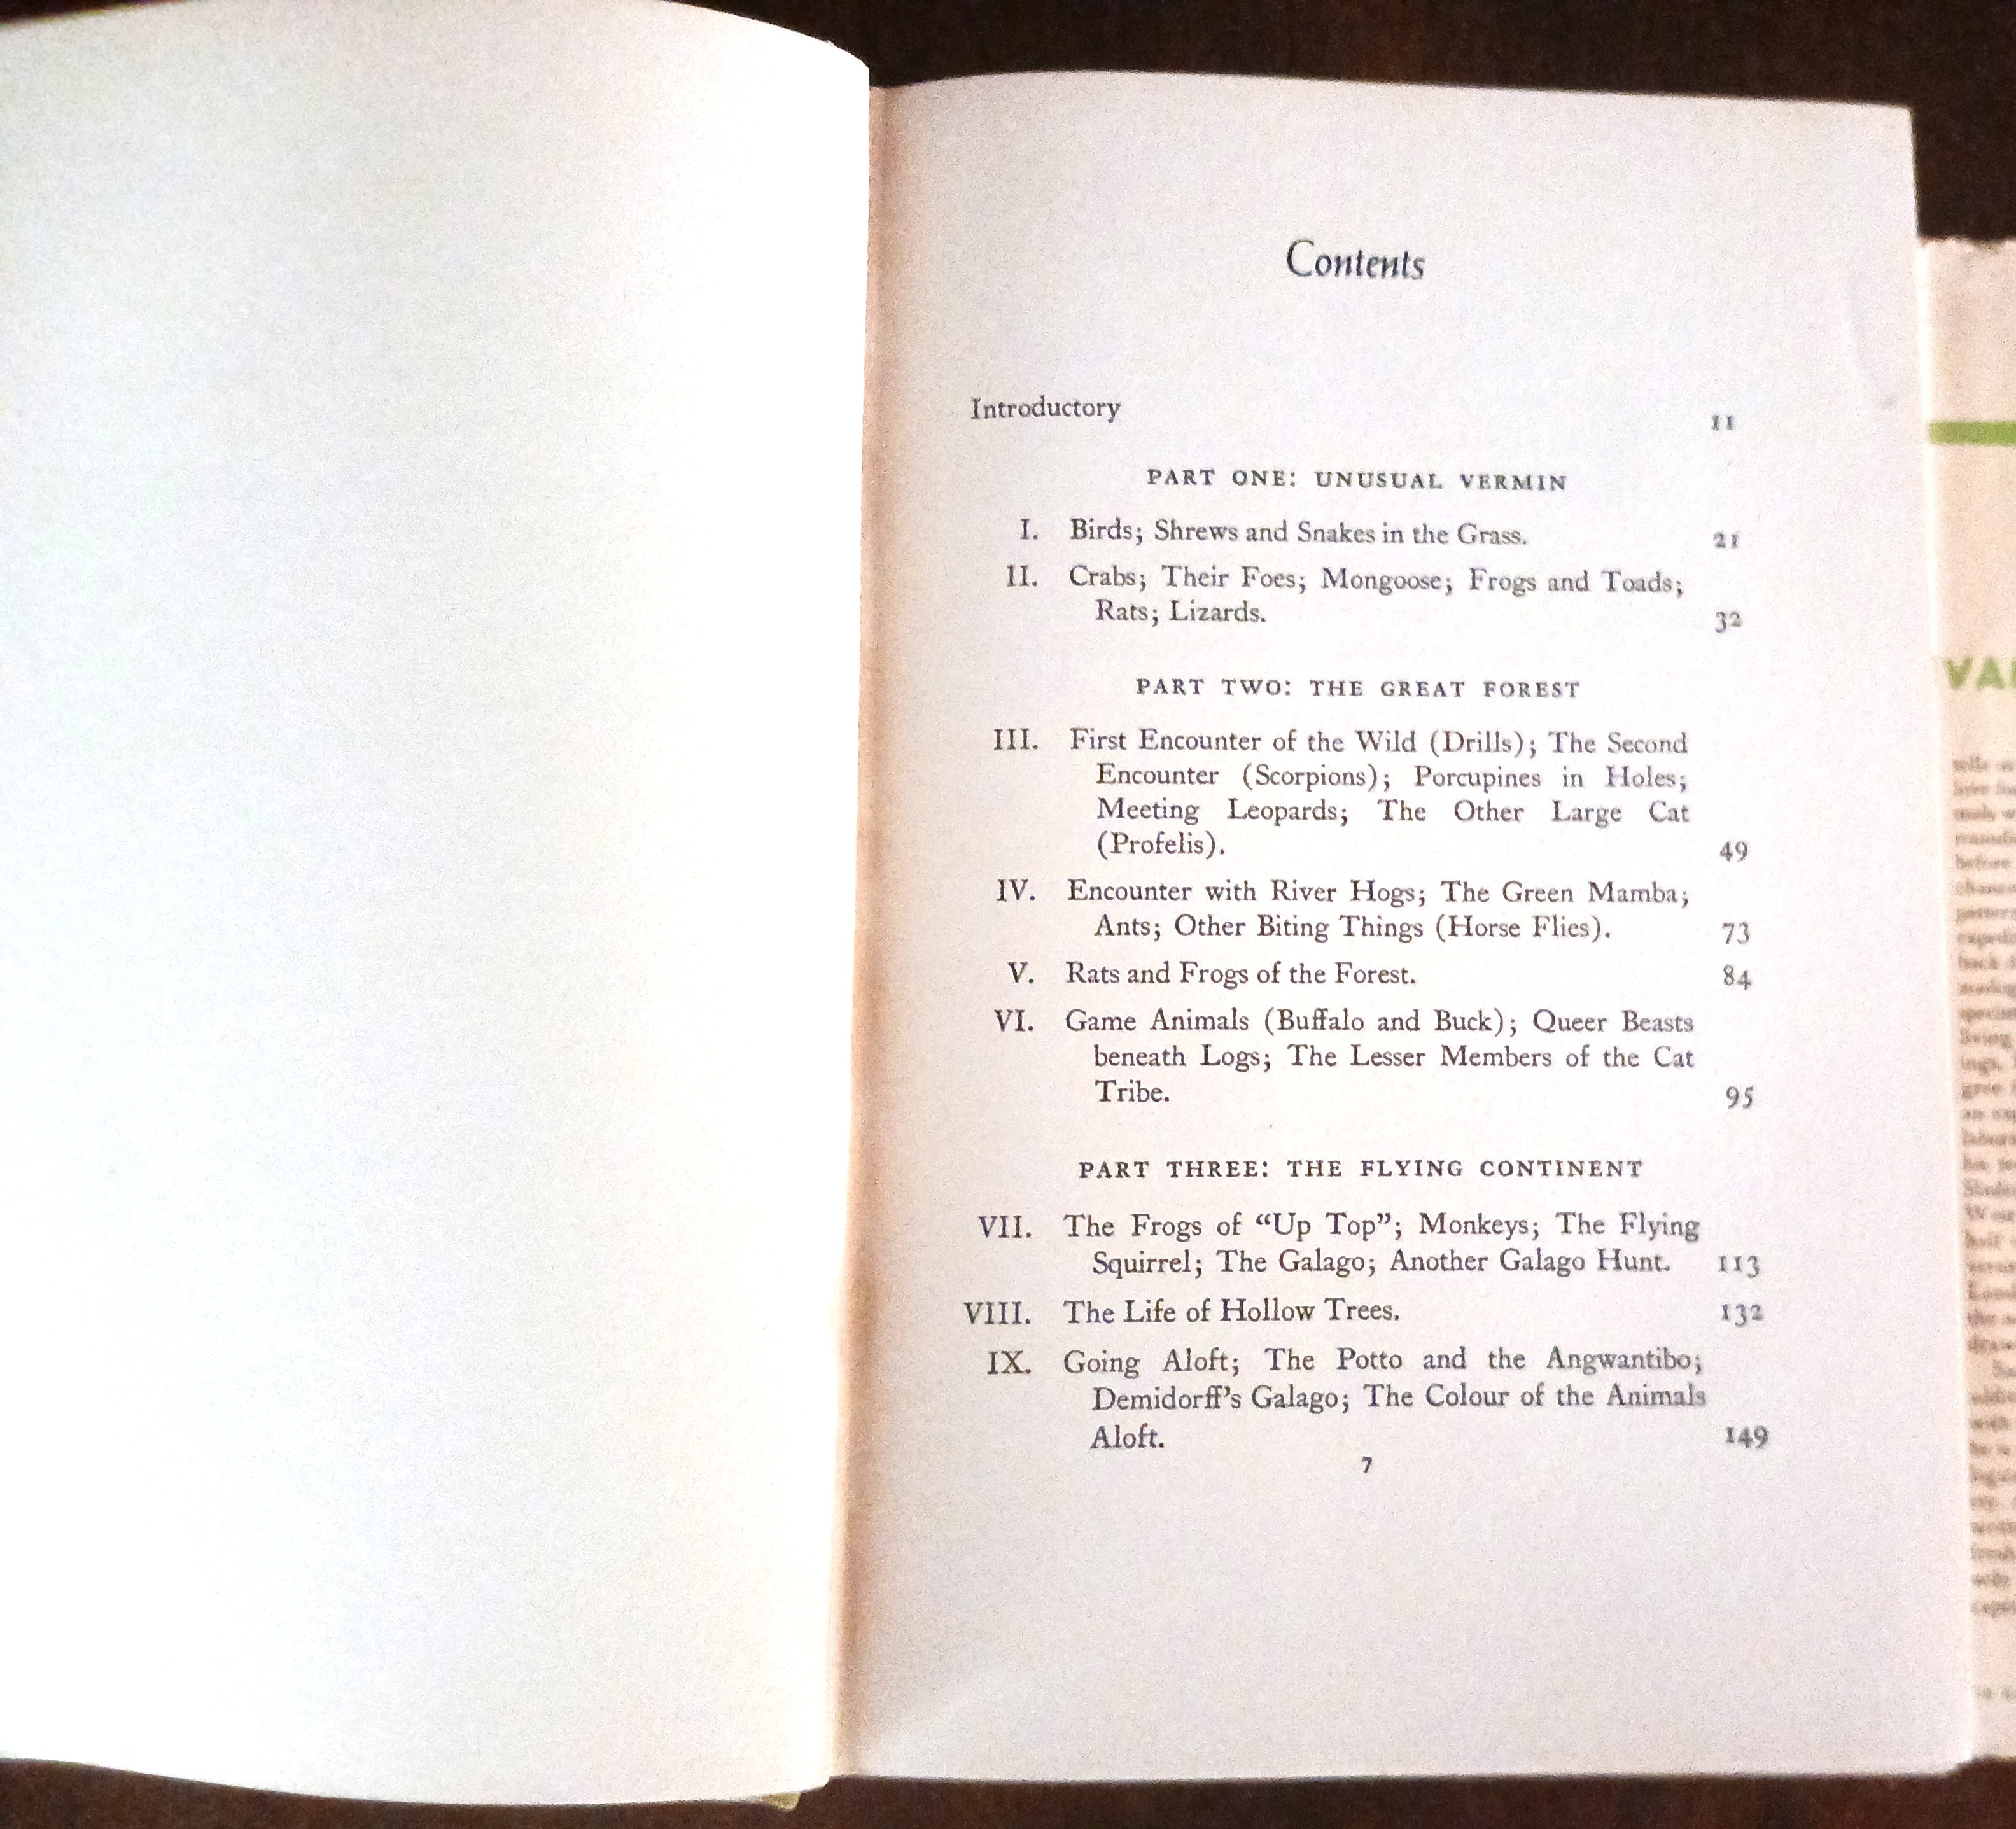 Contents
Introductory 11
PART ONE: UNUSUAL VERMIN
I. Birds; Shrews and Snakes in the Grass. 21
II. Crabs; Their Foes; Mongoose; Frogs and Toads;
Rats; Lizards. 32
PART TWO: THE GREAT FOREST
III. First Encounter of the Wild (Drills); The Second
Encounter (Scorpions); Porcupines in Holes;
Meeting Leopards; The Other Large Cat
(Profelis). 49
IV. Encounter with River Hogs; The Green Mamba;
Ants; Other Biting Things (Horse Flies). 73
V. Rats and Frogs of the Forest. 84
VI. Game Animals (Buffalo and Buck); Queer Beasts
beneath Logs; The Lesser Members of the Cat
Tribe. 95
PART THREE: THE FLYING CONTINENT
VII. The Frogs of “Up Top”; Monkeys; The Flying
Squirrel; The Galago; Another Galago Hunt. 113
VIII. The Life of Hollow Trees. 132
IX. Going Aloft; The Potto and the Angwantibo;
Demidorff’s Galago; The Colour of the Animals
Aloft. 149
7